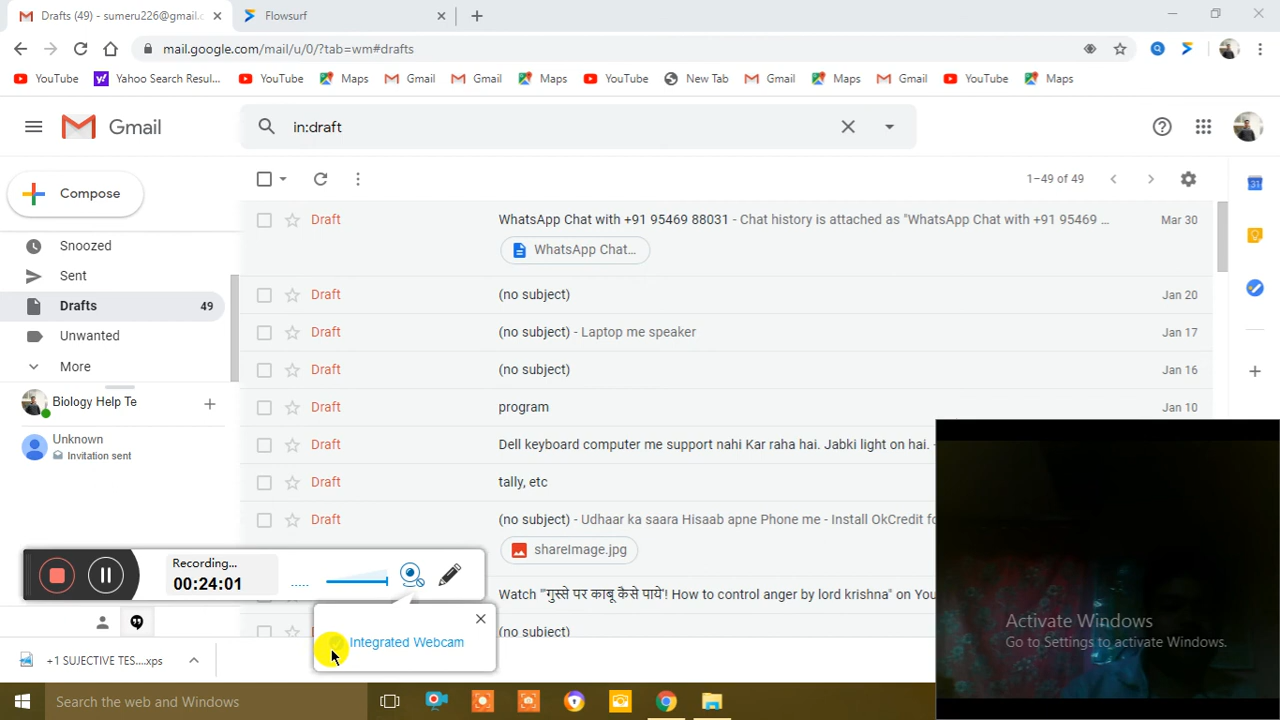 Drafts (49) - sumeru226@gmail.c
Flowsurf
mail.google.com/mail/u/0/?tab=wm#drafts
YouTube
Yahoo Search Resul...
YouTube
Maps
Gmail
Gmail
Maps
YouTube
New Tab
Gmail
Maps
Gmail
YouTube
Maps
Gmail
in:draft
Compose
1–49 of 49
Snoozed
Sent
Drafts 49
Unwanted
More
Biology Help Te
Unknown
Invitation sent
Draft WhatsApp Chat with +91 95469 88031 - Chat history is attached as "WhatsApp Chat with +91 95469 ... Mar 30
WhatsApp Chat...
Draft (no subject) Jan 20
Draft (no subject) - Laptop me speaker Jan 17
Draft (no subject) Jan 16
Draft program Jan 10
Draft Dell keyboard computer me support nahi Kar raha hai. Jabki light on hai. -
Draft tally, etc
Draft (no subject) - Udhaar ka saara Hisaab apne Phone me - Install OkCredit fo
shareImage.jpg
Watch "'गुस्से पर काबू कैसे पाये'! How to control anger by lord krishna" on You
(no subject)
Recording...
00:24:01
Integrated Webcam
+1 SUJECTIVE TES....xps
Activate Windows
Go to Settings to activate Windows.
Search the web and Windows